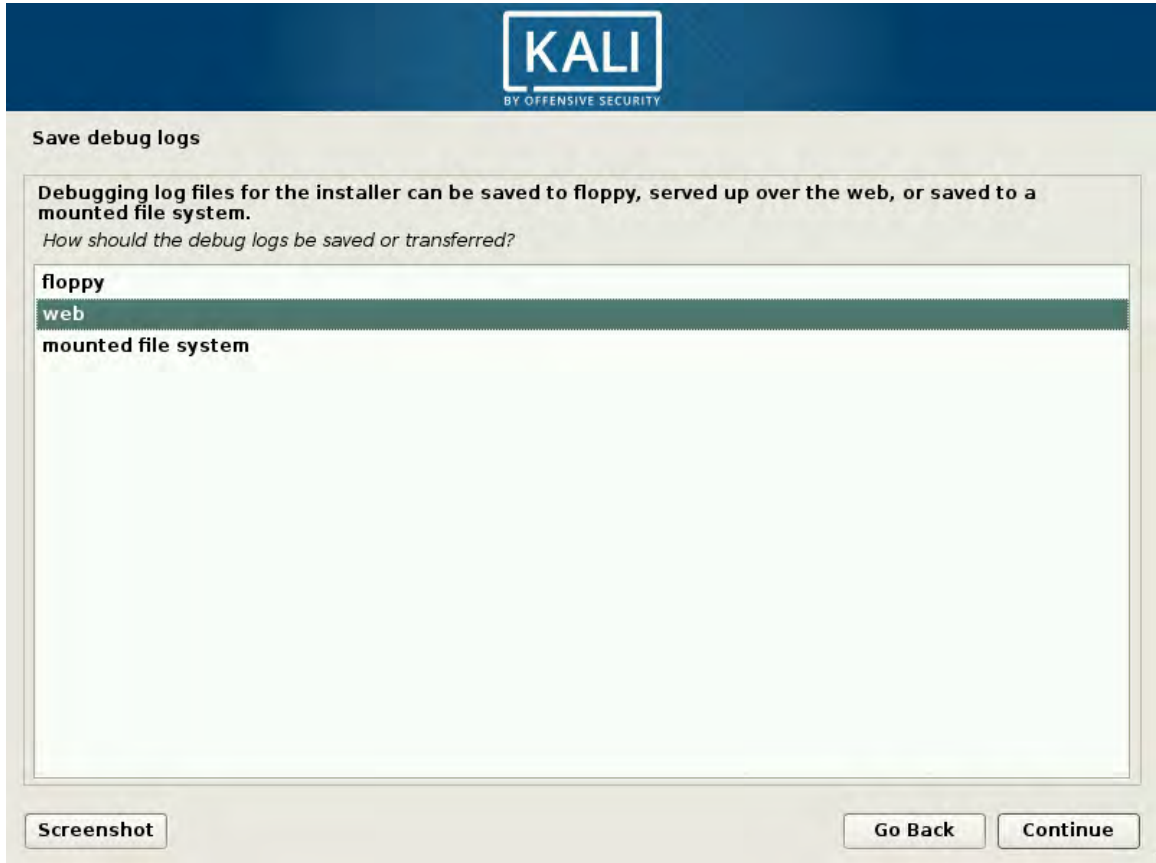 KALI
BY OFFENSIVE SECURITY
Save debug logs
Debugging log files for the installer can be saved to floppy, served up over the web, or saved to a
mounted file system.
How should the debug logs be saved or transferred?
floppy
web
mounted file system
Screenshot
Go Back
Continue